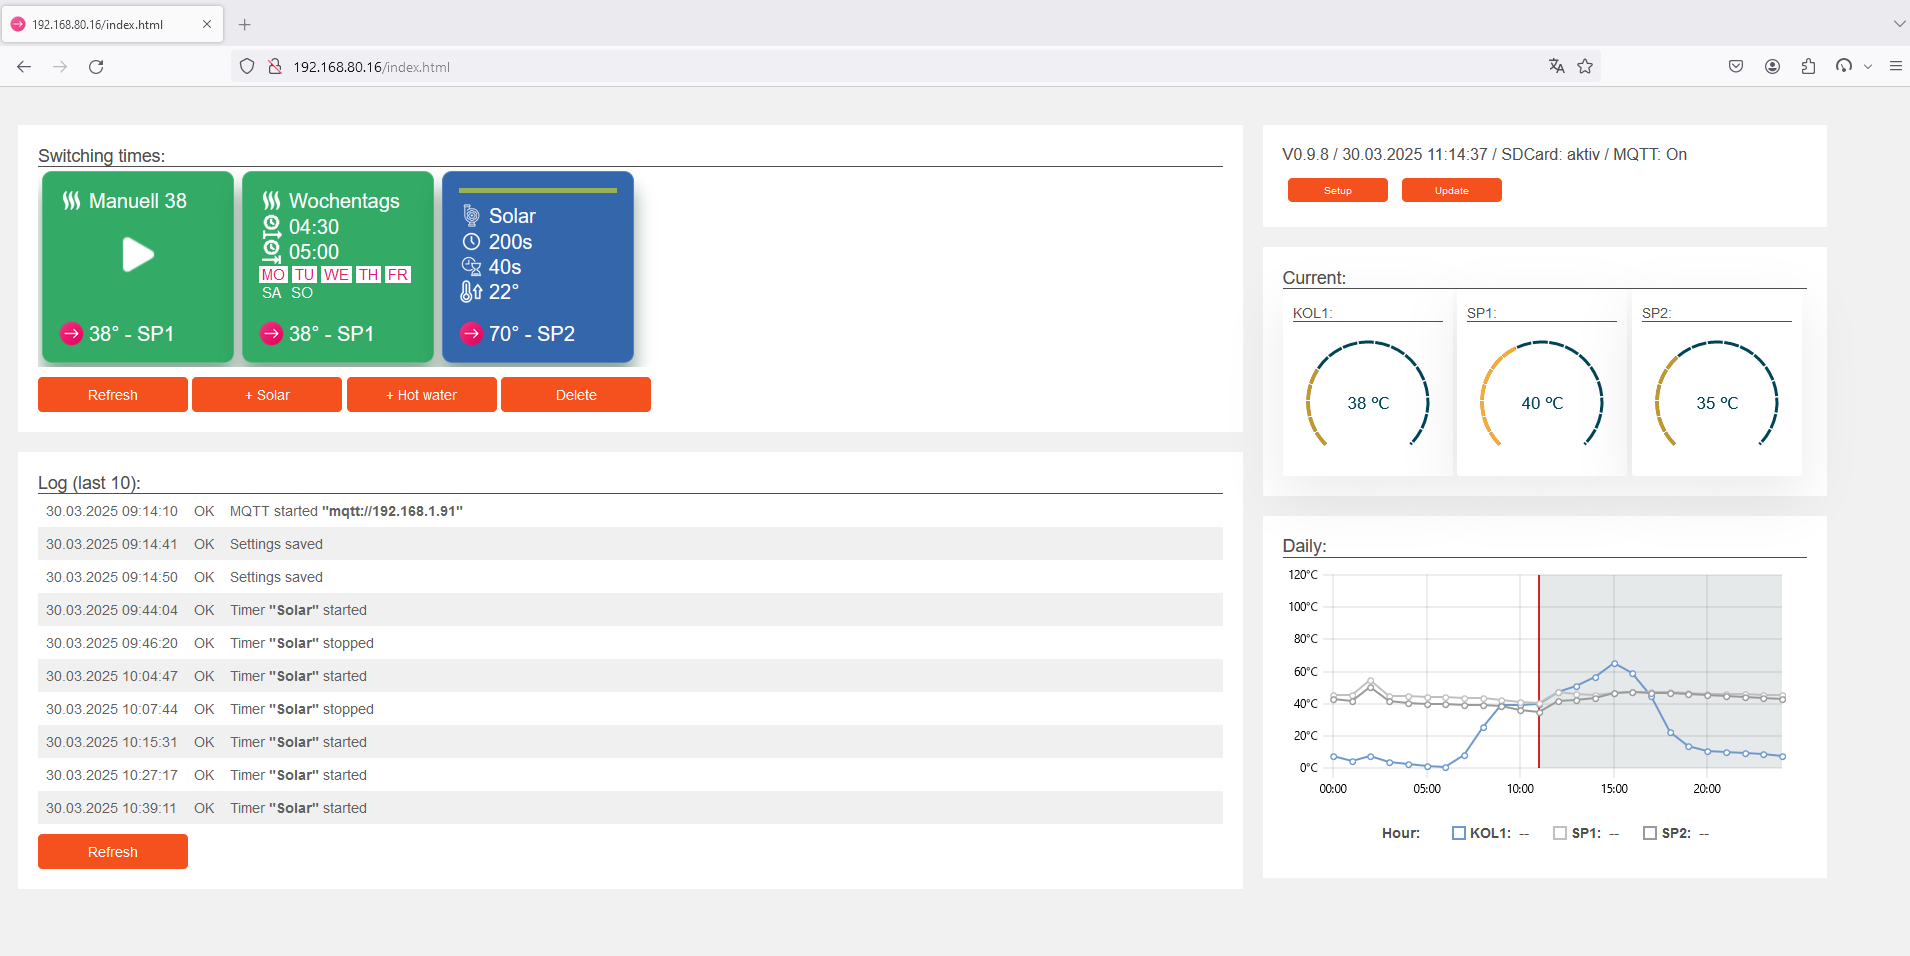 192.168.80.16/index.html
192.168.80.16/index.html
Switching times:
Manuell 38
38° - SP1
Wochentags
04:30
05:00
MO TU WE TH FR
SA SO
38° - SP1
Solar
200s
40s
22°
70° - SP2
Refresh + Solar + Hot water Delete
Log (last 10):
30.03.2025 09:14:10 OK MQTT started "mqtt://192.168.1.91"
30.03.2025 09:14:41 OK Settings saved
30.03.2025 09:14:50 OK Settings saved
30.03.2025 09:44:04 OK Timer "Solar" started
30.03.2025 09:46:20 OK Timer "Solar" stopped
30.03.2025 10:04:47 OK Timer "Solar" started
30.03.2025 10:07:44 OK Timer "Solar" stopped
30.03.2025 10:15:31 OK Timer "Solar" started
30.03.2025 10:27:17 OK Timer "Solar" started
30.03.2025 10:39:11 OK Timer "Solar" started
Refresh
V0.9.8 / 30.03.2025 11:14:37 / SDCard: aktiv / MQTT: On
Setup Update
Current:
KOL1: SP1: SP2:
38 ºC 40 ºC 35 ºC
Daily:
120°C
100°C
80°C
60°C
40°C
20°C
0°C
00:00 05:00 10:00 15:00 20:00
Hour: KOL1: -- SP1: -- SP2: --